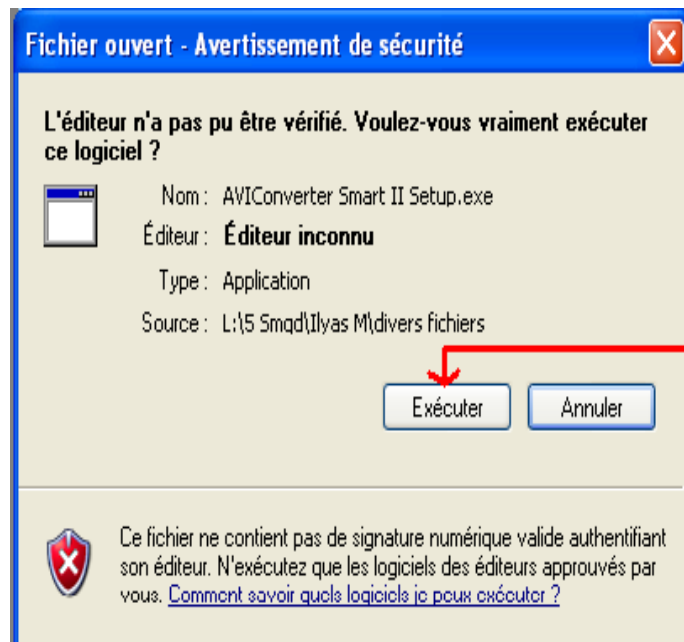 Fichier ouvert - Avertissement de sécurité
L'éditeur n'a pas pu être vérifié. Voulez-vous vraiment exécuter
ce logiciel ?
Nom : AVIConverter Smart II Setup.exe
Éditeur : Éditeur inconnu
Type : Application
Source : L:\5 Smqd\Ilyas M\divers fichiers
Exécuter Annuler
Ce fichier ne contient pas de signature numérique valide authentifiant
son éditeur. N'exécutez que les logiciels des éditeurs approuvés par
vous. Comment savoir quels logiciels je peux exécuter ?